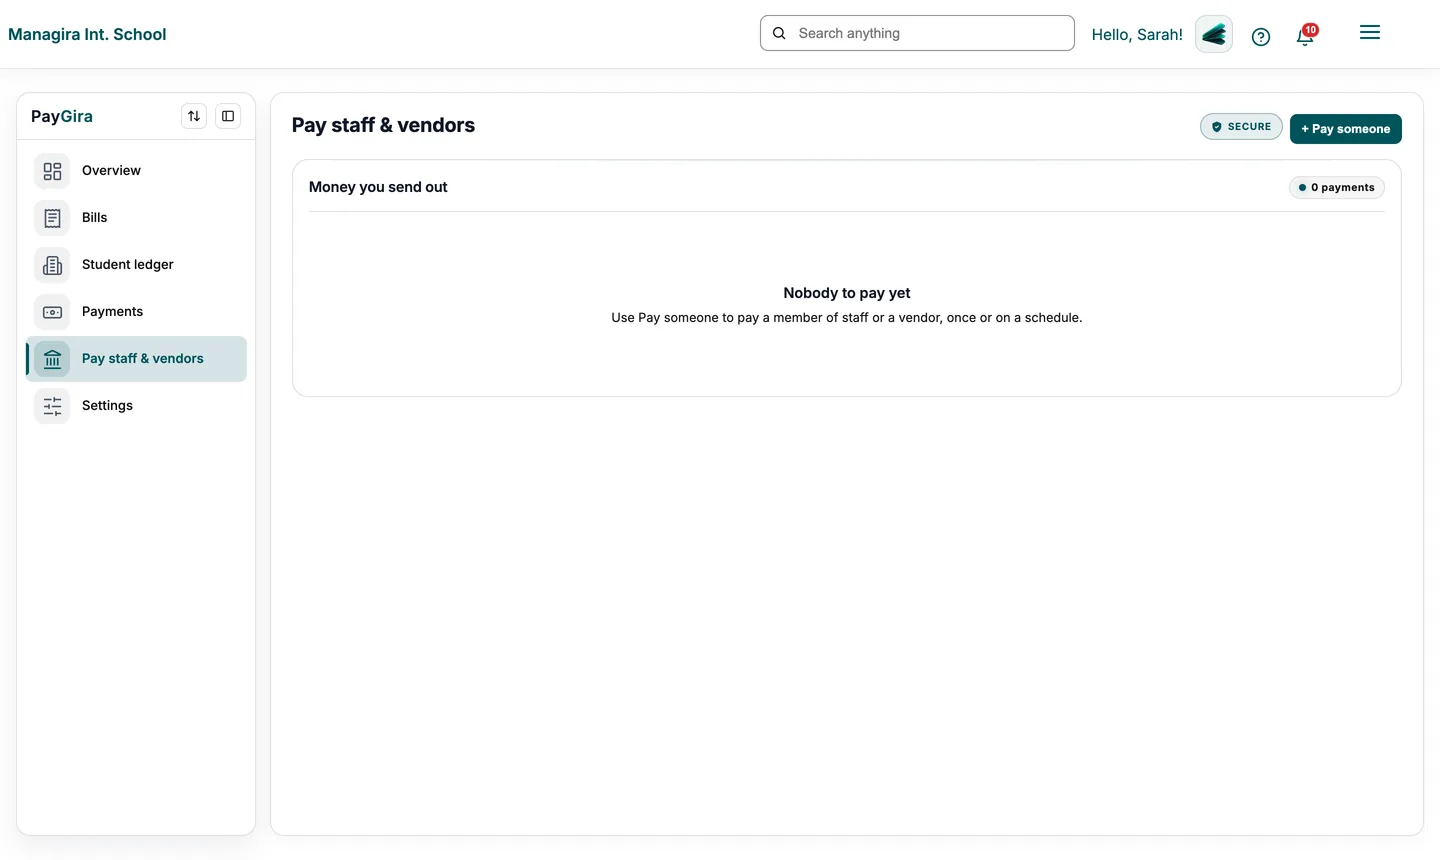 Managira Int. School
Search anything
Hello, Sarah!
10
PayGira
Overview
Bills
Student ledger
Payments
Pay staff & vendors
Settings
Pay staff & vendors
SECURE
+ Pay someone
Money you send out
0 payments
Nobody to pay yet
Use Pay someone to pay a member of staff or a vendor, once or on a schedule.